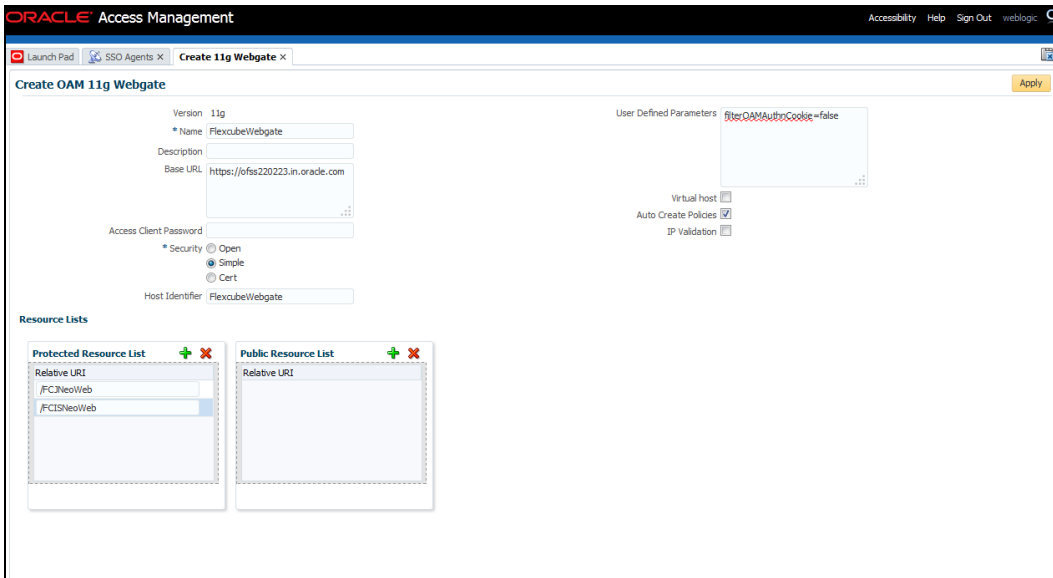 ORACLE Access Management
Accessibility Help Sign Out weblogic
Launch Pad SSO Agents × Create 11g Webgate ×
Create OAM 11g Webgate
Apply
Version 11g
* Name FlexcubeWebgate
Description
Base URL https://ofss220223.in.oracle.com
Access Client Password
* Security Open
Simple
Cert
Host Identifier FlexcubeWebgate
User Defined Parameters filterOAMAuthnCookie=false
Virtual host
Auto Create Policies
IP Validation
Resource Lists
Protected Resource List
Relative URI
/FCJNeoWeb
/FCISNeoWeb
Public Resource List
Relative URI